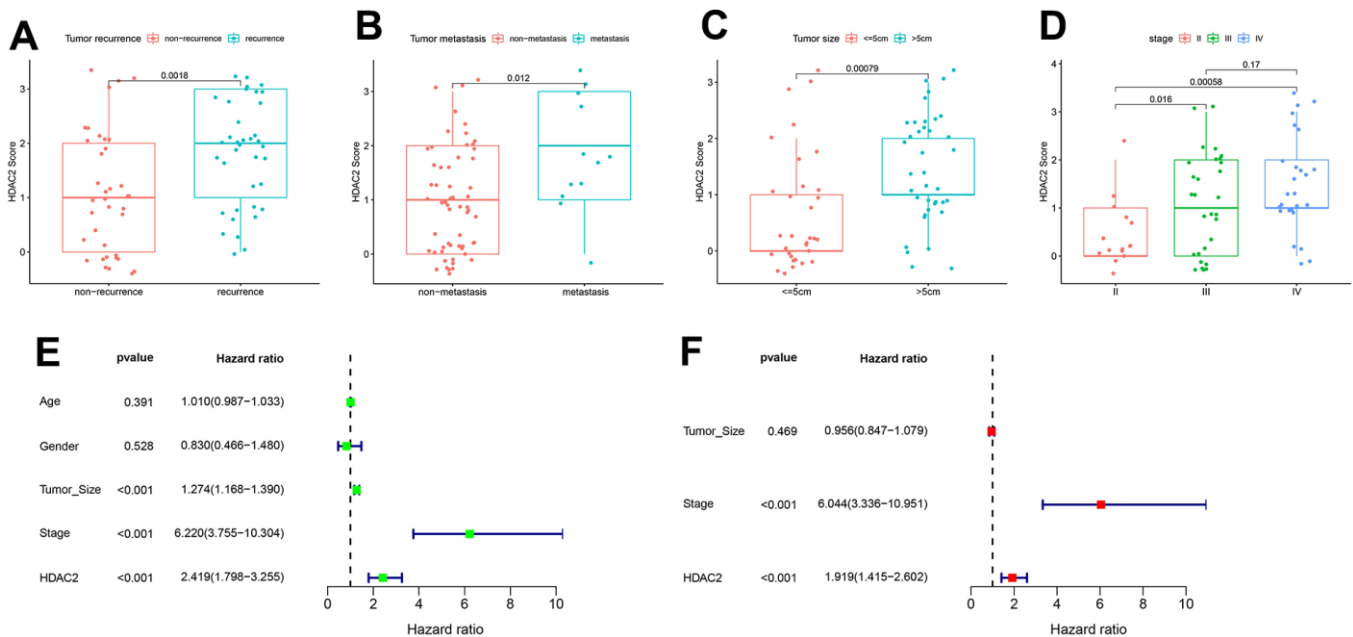 A
Tumor recurrence non-recurrence recurrence
0.0018
HDAC2 Score
3
2
1
0
non-recurrence recurrence
B
Tumor metastasis non-metastasis metastasis
0.012
HDAC2 Score
3
2
1
0
non-metastasis metastasis
C
Tumor size <=5cm >5cm
0.00079
HDAC2 Score
3
2
1
0
<=5cm >5cm
D
stage II III IV
0.17
0.00058
0.016
HDAC2 Score
4
3
2
1
0
II III IV
E
pvalue Hazard ratio
Age 0.391 1.010(0.987−1.033)
Gender 0.528 0.830(0.466−1.480)
Tumor_Size <0.001 1.274(1.168−1.390)
Stage <0.001 6.220(3.755−10.304)
HDAC2 <0.001 2.419(1.798−3.255)
0 2 4 6 8 10
Hazard ratio
F
pvalue Hazard ratio
Tumor_Size 0.469 0.956(0.847−1.079)
Stage <0.001 6.044(3.336−10.951)
HDAC2 <0.001 1.919(1.415−2.602)
0 2 4 6 8 10
Hazard ratio